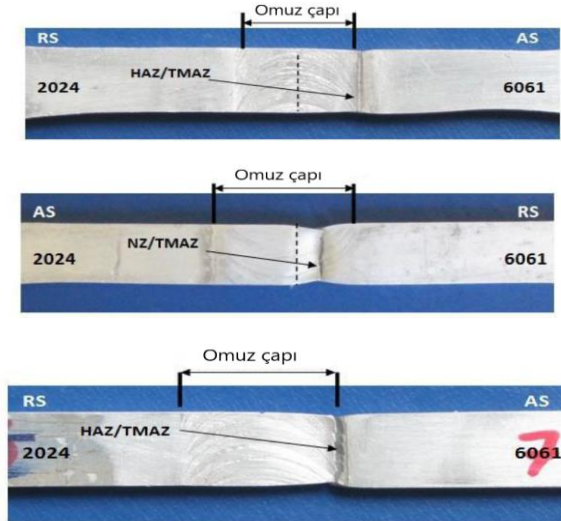 Omuz çapı
RS AS
HAZ/TMAZ
2024 6061
Omuz çapı
AS RS
NZ/TMAZ
2024 6061
Omuz çapı
RS AS
HAZ/TMAZ
2024 6061
7